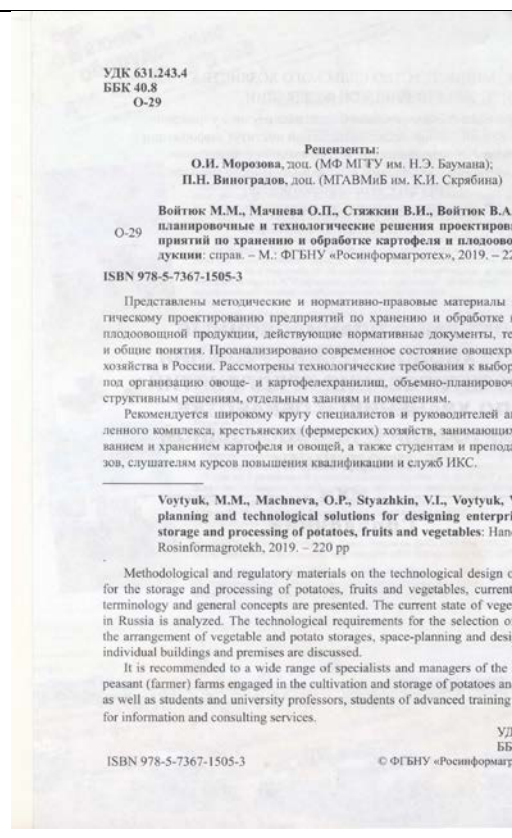 УДК 631.243.4
ББК 40.8
О-29
Рецензенты:
О.И. Морозова, доц. (МФ МГТУ им. Н.Э. Баумана);
П.Н. Виноградов, доц. (МГАВМиБ им. К.И. Скрябина)
Войтюк М.М., Мачнева О.П., Стяжкин В.И., Войтюк В.А.
О-29 планировочные и технологические решения проектиров
приятий по хранению и обработке картофеля и плодоово
дукции: справ. – М.: ФГБНУ «Росинформагротех», 2019. – 22
ISBN 978-5-7367-1505-3
Представлены методические и нормативно-правовые материалы
гическому проектированию предприятий по хранению и обработке
плодоовощной продукции, действующие нормативные документы, те
и общие понятия. Проанализировано современное состояние овощехра
хозяйства в России. Рассмотрены технологические требования к выбор
под организацию овоще- и картофелехранилищ, объемно-планировоч
структивным решениям, отдельным зданиям и помещениям.
Рекомендуется широкому кругу специалистов и руководителей а
ленного комплекса, крестьянских (фермерских) хозяйств, занимающих
ванием и хранением картофеля и овощей, а также студентам и препода
зов, слушателям курсов повышения квалификации и служб ИКС.
Voytyuk, M.M., Machneva, O.P., Styazhkin, V.I., Voytyuk, V
planning and technological solutions for designing enterpri
storage and processing of potatoes, fruits and vegetables: Han
Rosinformagrotekh, 2019. – 220 pp
Methodological and regulatory materials on the technological design o
for the storage and processing of potatoes, fruits and vegetables, current
terminology and general concepts are presented. The current state of vege
in Russia is analyzed. The technological requirements for the selection o
the arrangement of vegetable and potato storages, space-planning and desi
individual buildings and premises are discussed.
It is recommended to a wide range of specialists and managers of the
peasant (farmer) farms engaged in the cultivation and storage of potatoes an
as well as students and university professors, students of advanced training
for information and consulting services.
УД
ББ
ISBN 978-5-7367-1505-3 © ФГБНУ «Росинформагр